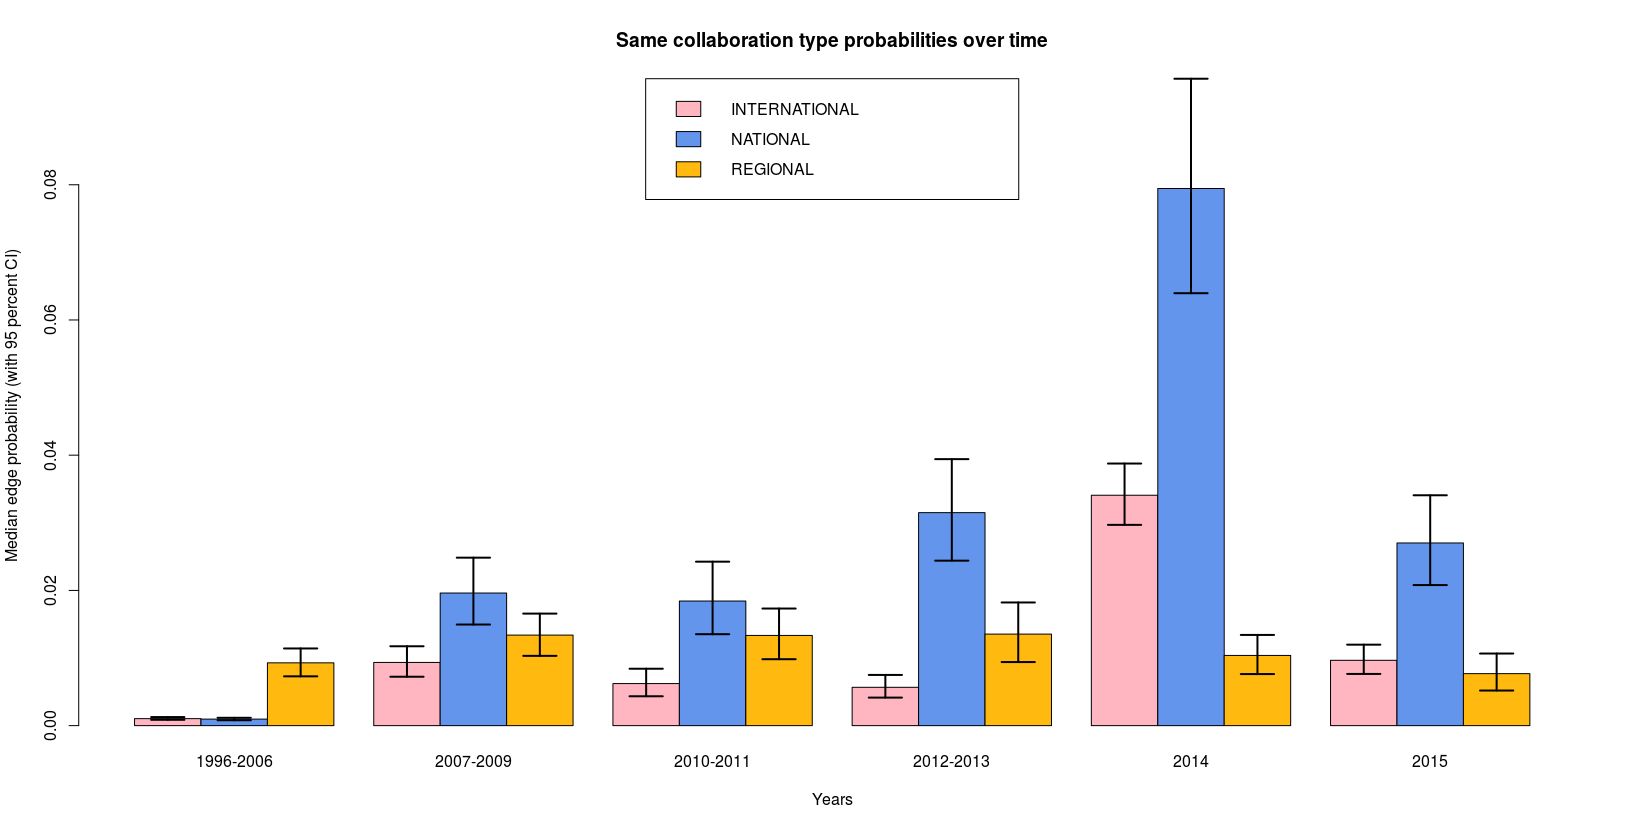 Same collaboration type probabilities over time
INTERNATIONAL
NATIONAL
REGIONAL
Median edge probability (with 95 percent CI)
0.08
0.06
0.04
0.02
0.00
1996-2006 2007-2009 2010-2011 2012-2013 2014 2015
Years